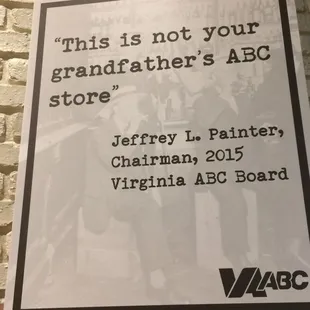 “This is not your
grandfather's ABC
store”
Jeffrey L. Painter,
Chairman, 2015
Virginia ABC Board
VA ABC